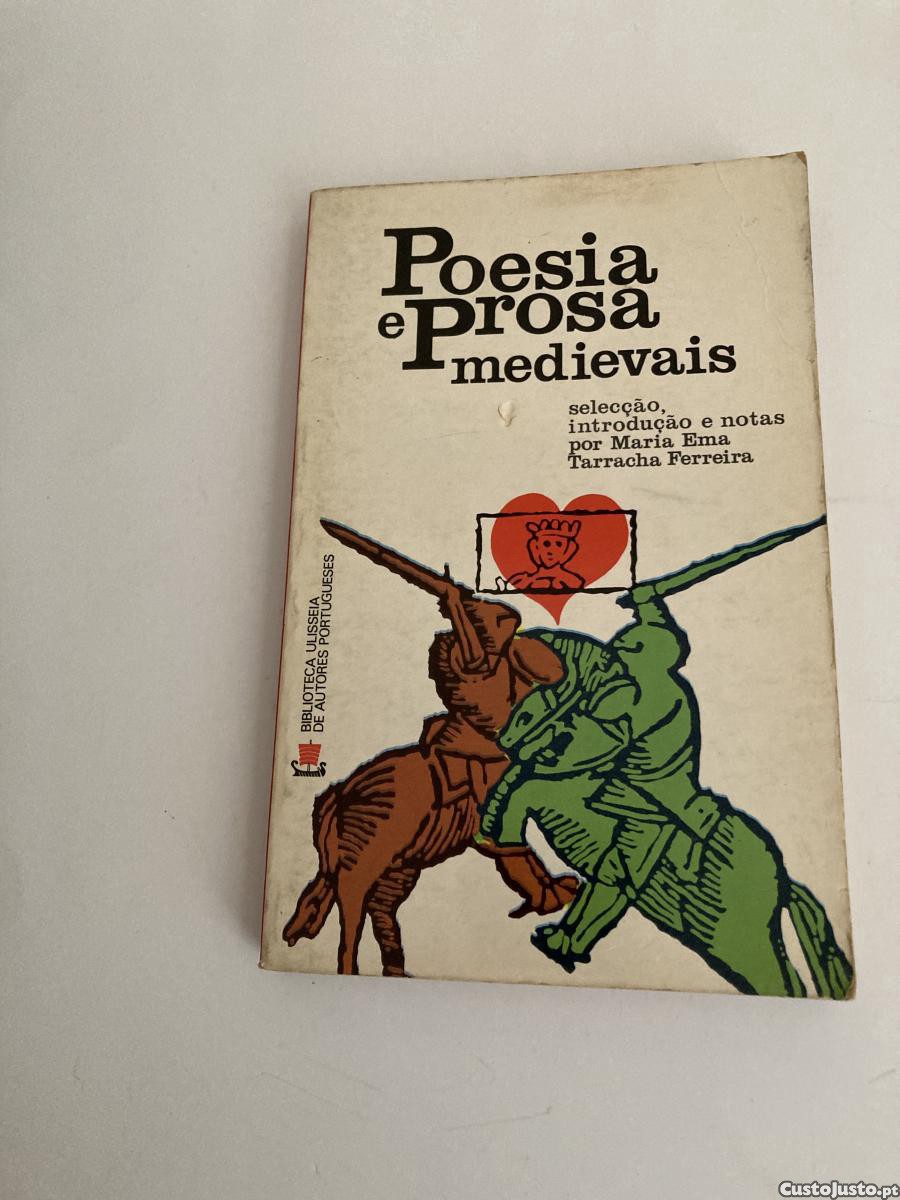 Poesia
e Prosa
medievais
selecção,
introdução e notas
por Maria Ema
Tarracha Ferreira
BIBLIOTECA ULISSEIA
DE AUTORES PORTUGUESES
CustoJusto.pt